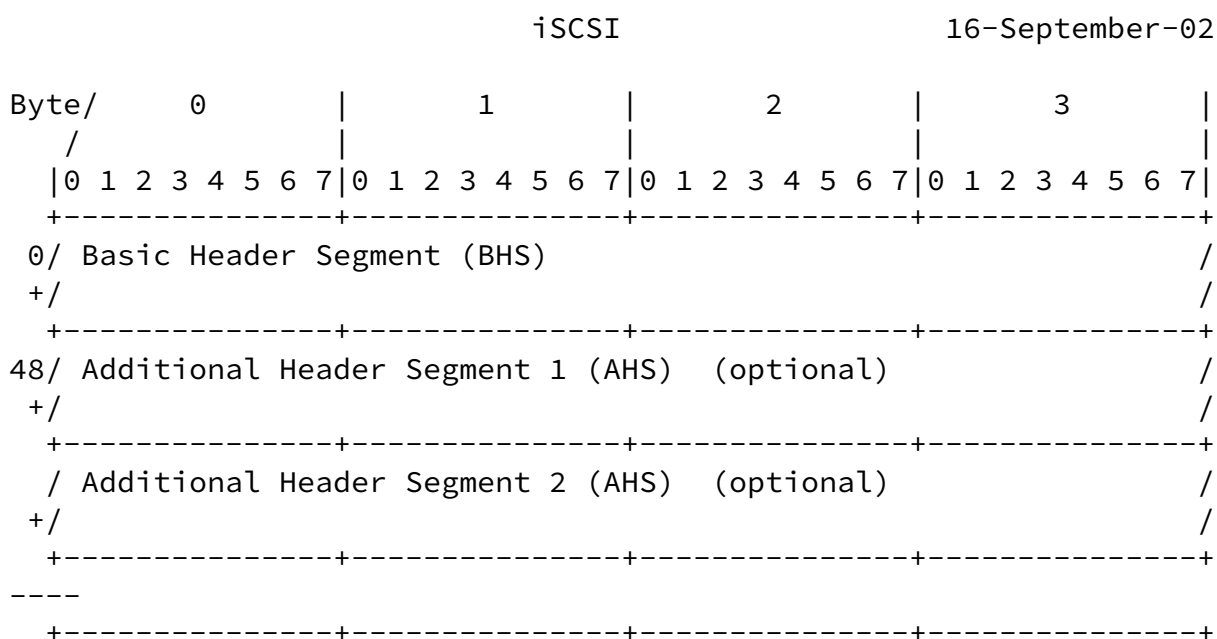 iSCSI                16-September-02

Byte/     0       |       1       |       2       |       3       |
   /              |               |               |               |
  |0 1 2 3 4 5 6 7|0 1 2 3 4 5 6 7|0 1 2 3 4 5 6 7|0 1 2 3 4 5 6 7|
  +---------------+---------------+---------------+---------------+
 0/ Basic Header Segment (BHS)                                    /
 +/                                                               /
  +---------------+---------------+---------------+---------------+
48/ Additional Header Segment 1 (AHS)  (optional)                 /
 +/                                                               /
  +---------------+---------------+---------------+---------------+
  / Additional Header Segment 2 (AHS)  (optional)                 /
 +/                                                               /
  +---------------+---------------+---------------+---------------+
----
  +---------------+---------------+---------------+---------------+